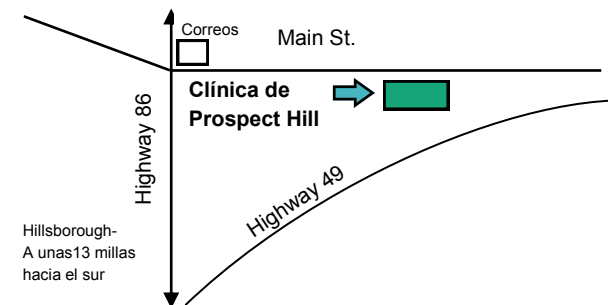 Correos
Main St.
Clínica de
Prospect Hill
Highway 86
Highway 49
Hillsborough-
A unas13 millas
hacia el sur